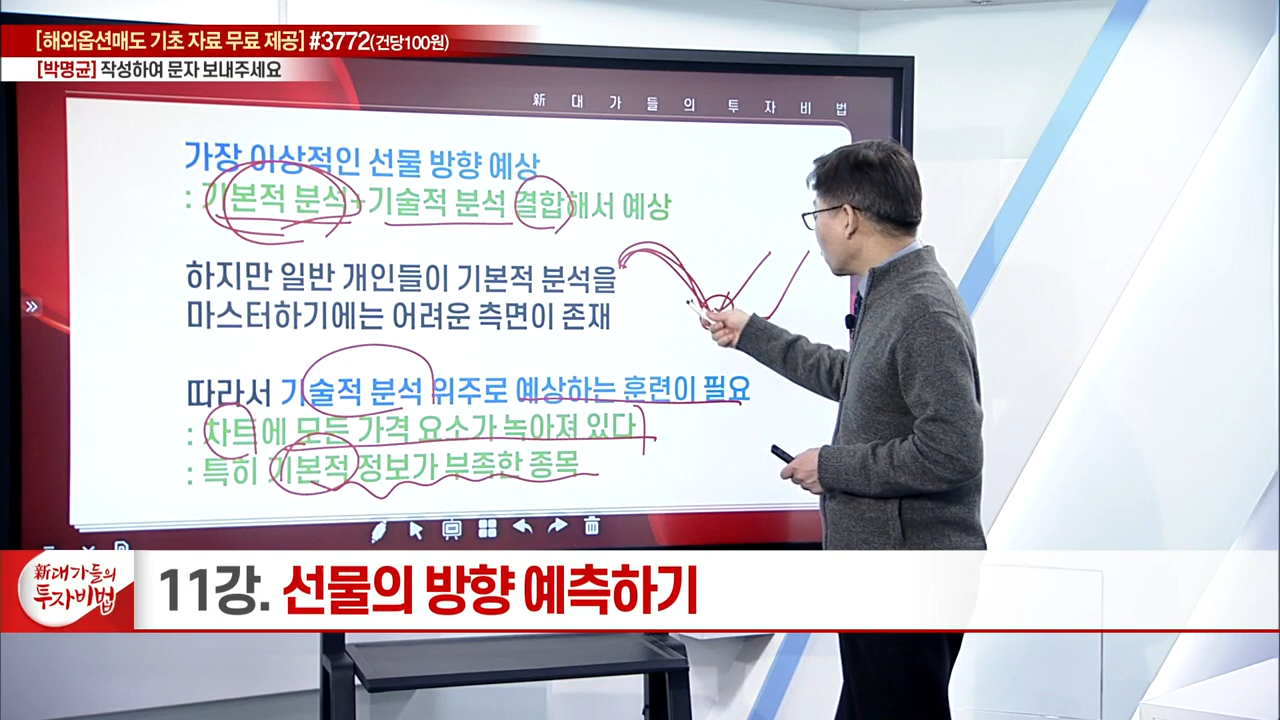 [해외옵션매도 기초 자료 무료 제공] #3772(건당100원)
[박명균] 작성하여 문자 보내주세요
新 대 가 들 의 투 자 비 법
가장 이상적인 선물 방향 예상
: 기본적 분석+기술적 분석 결합해서 예상
하지만 일반 개인들이 기본적 분석을
마스터하기에는 어려운 측면이 존재
따라서 기술적 분석 위주로 예상하는 훈련이 필요
: 차트에 모든 가격 요소가 녹아져 있다
: 특히 기본적 정보가 부족한 종목
新대가들의
투자비법
11강. 선물의 방향 예측하기